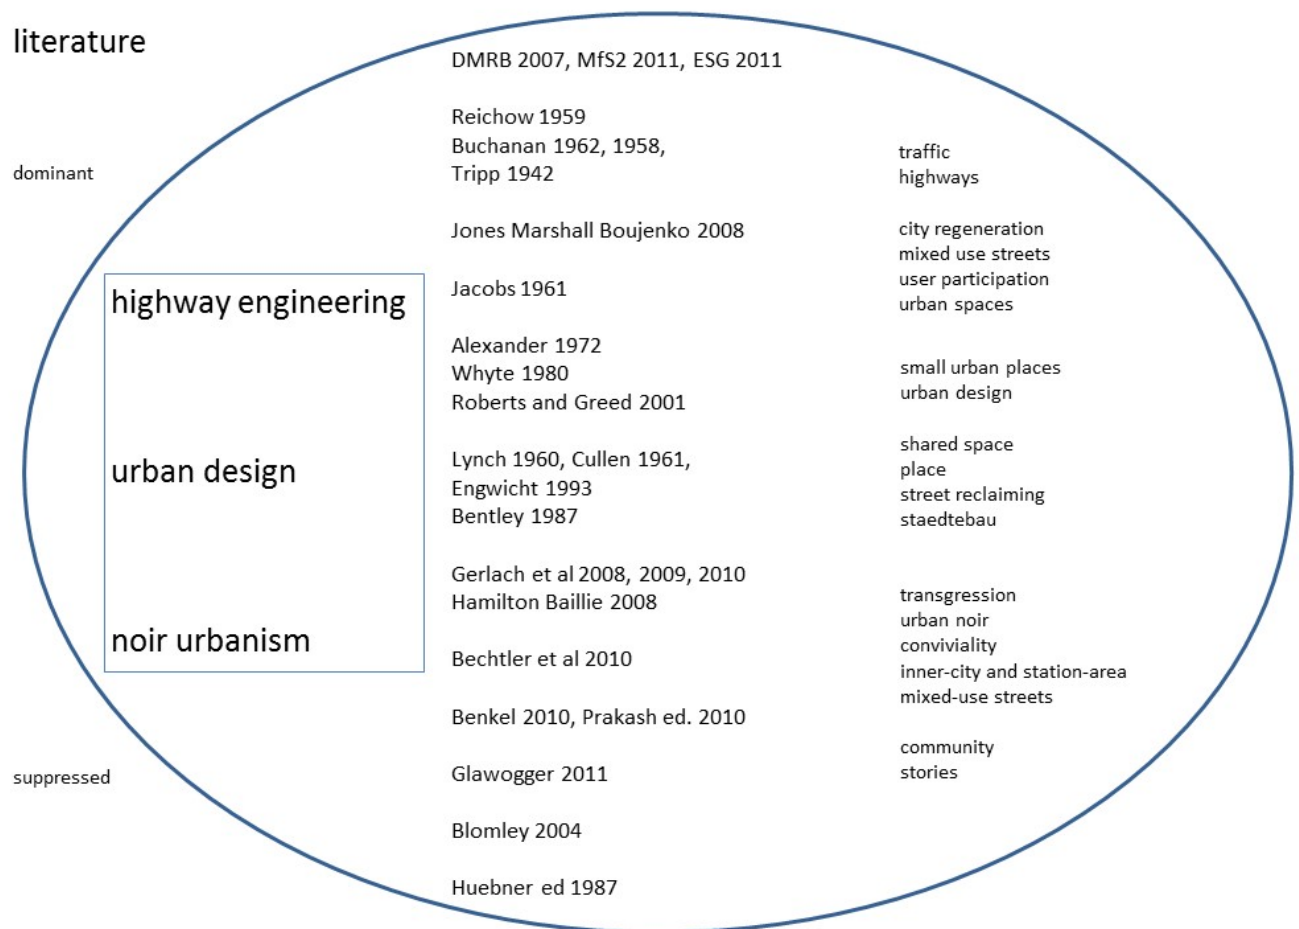 literature
dominant
highway engineering
urban design
noir urbanism
suppressed
DMRB 2007, MfS2 2011, ESG 2011
Reichow 1959
Buchanan 1962, 1958,
Tripp 1942
Jones Marshall Boujenko 2008
Jacobs 1961
Alexander 1972
Whyte 1980
Roberts and Greed 2001
Lynch 1960, Cullen 1961,
Engwicht 1993
Bentley 1987
Gerlach et al 2008, 2009, 2010
Hamilton Baillie 2008
Bechtler et al 2010
Benkel 2010, Prakash ed. 2010
Glawogger 2011
Blomley 2004
Huebner ed 1987
traffic
highways
city regeneration
mixed use streets
user participation
urban spaces
small urban places
urban design
shared space
place
street reclaiming
staedtebau
transgression
urban noir
conviviality
inner-city and station-area
mixed-use streets
community
stories